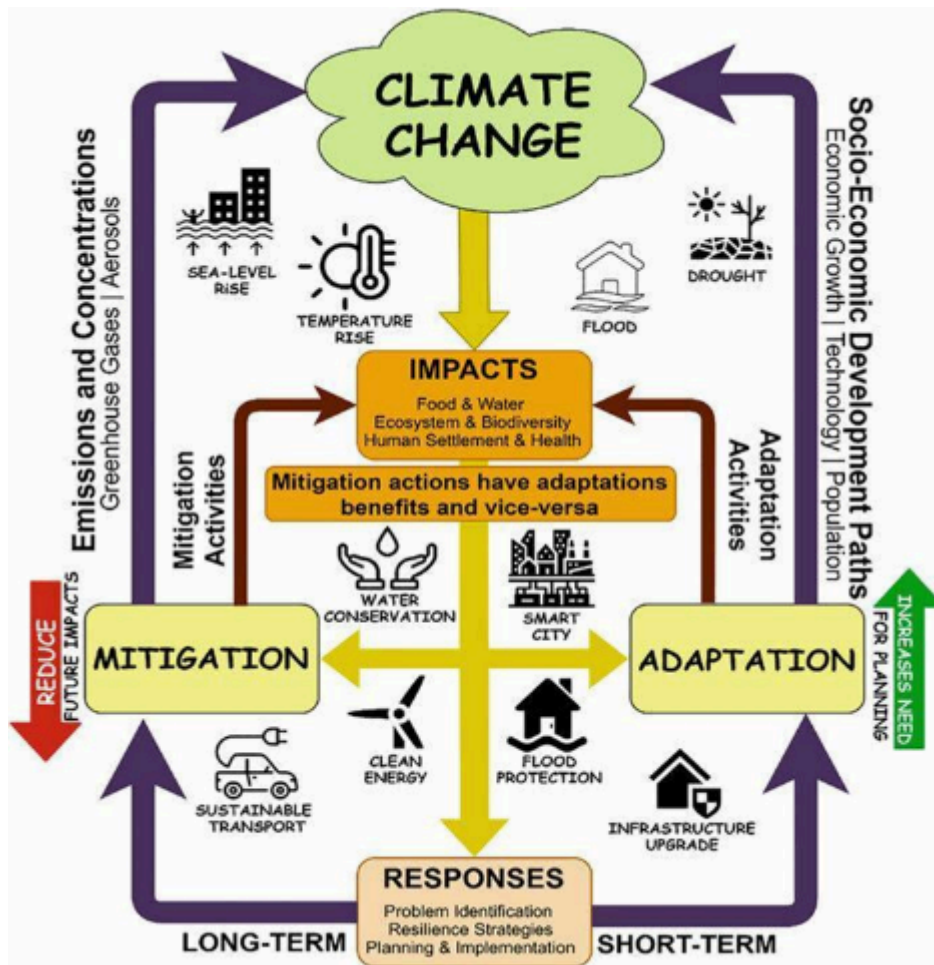 CLIMATE
CHANGE
Emissions and Concentrations
Greenhouse Gases | Aerosols
Socio-Economic Development Paths
Economic Growth | Technology | Population
SEA-LEVEL
RiSE
TEMPERATURE
RISE
FLOOD
DROUGHT
IMPACTS
Food & Water
Ecosystem & Biodiversity
Human Settlement & Health
Mitigation actions have adaptations
benefits and vice-versa
Mitigation
Activities
Adaptation
Activities
WATER
CONSERVATION
SMART
CITY
REDUCE
FUTURE IMPACTS
MITIGATION
ADAPTATION
INCREASES NEED
FOR PLANNING
CLEAN
ENERGY
FLOOD
PROTECTION
SUSTAINABLE
TRANSPORT
INFRASTRUCTURE
UPGRADE
RESPONSES
Problem Identification
Resilience Strategies
Planning & Implementation
LONG-TERM
SHORT-TERM